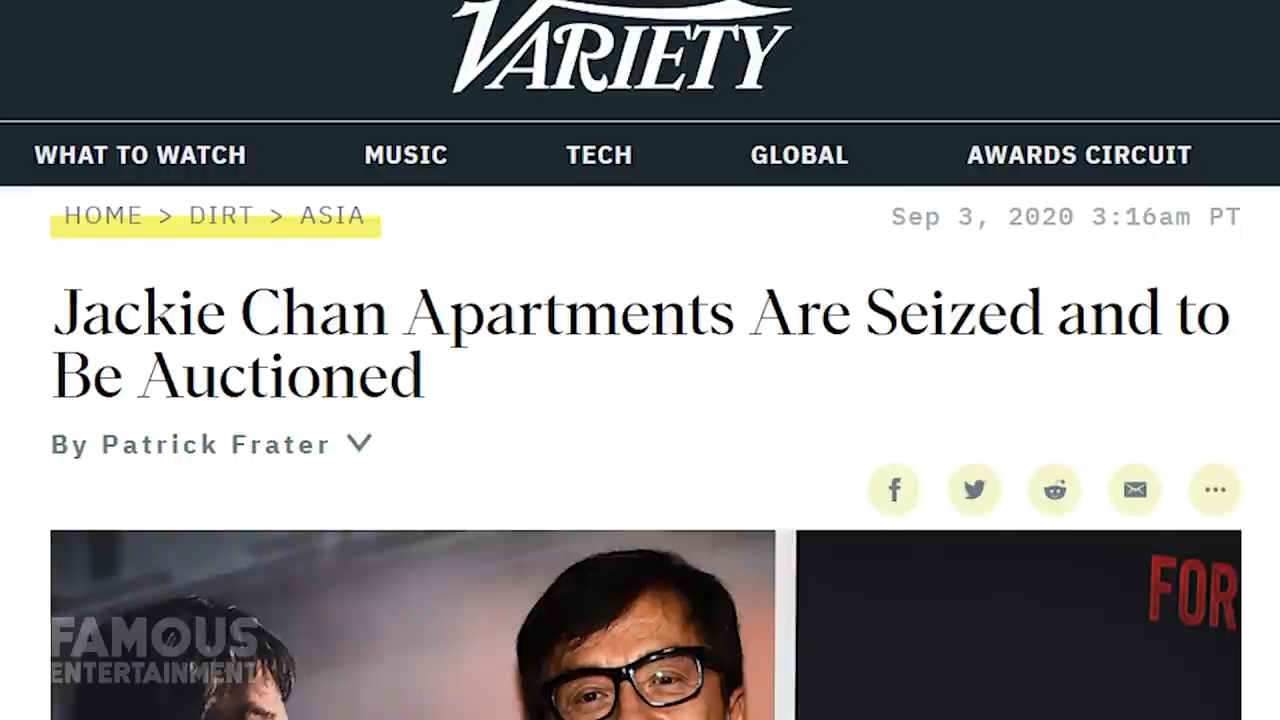 VARIETY
WHAT TO WATCH MUSIC TECH GLOBAL AWARDS CIRCUIT
HOME > DIRT > ASIA Sep 3, 2020 3:16am PT
Jackie Chan Apartments Are Seized and to
Be Auctioned
By Patrick Frater
FOR
FAMOUS
ENTERTAINMENT